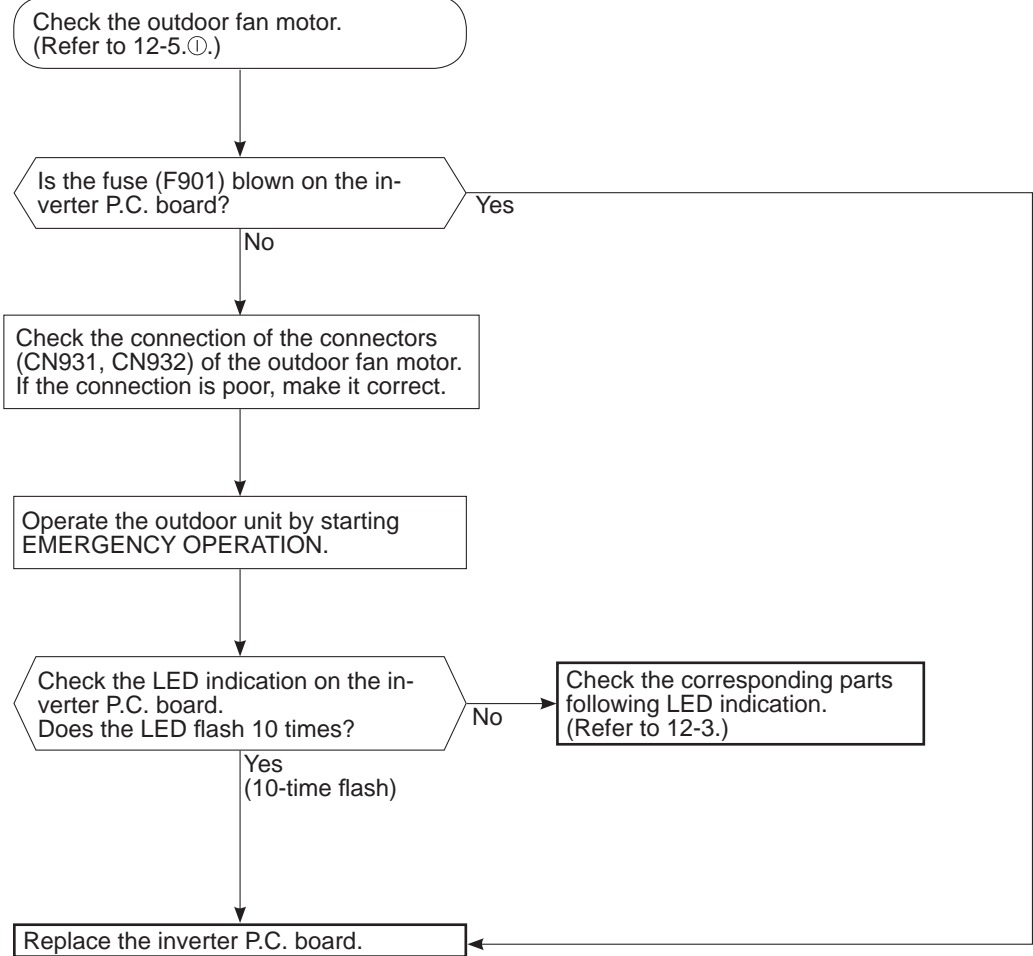 Check the outdoor fan motor.
(Refer to 12-5.Ⓘ.)
Is the fuse (F901) blown on the in-
verter P.C. board?
Yes
No
Check the connection of the connectors
(CN931, CN932) of the outdoor fan motor.
If the connection is poor, make it correct.
Operate the outdoor unit by starting
EMERGENCY OPERATION.
Check the LED indication on the in-
verter P.C. board.
Does the LED flash 10 times?
No
Check the corresponding parts
following LED indication.
(Refer to 12-3.)
Yes
(10-time flash)
Replace the inverter P.C. board.